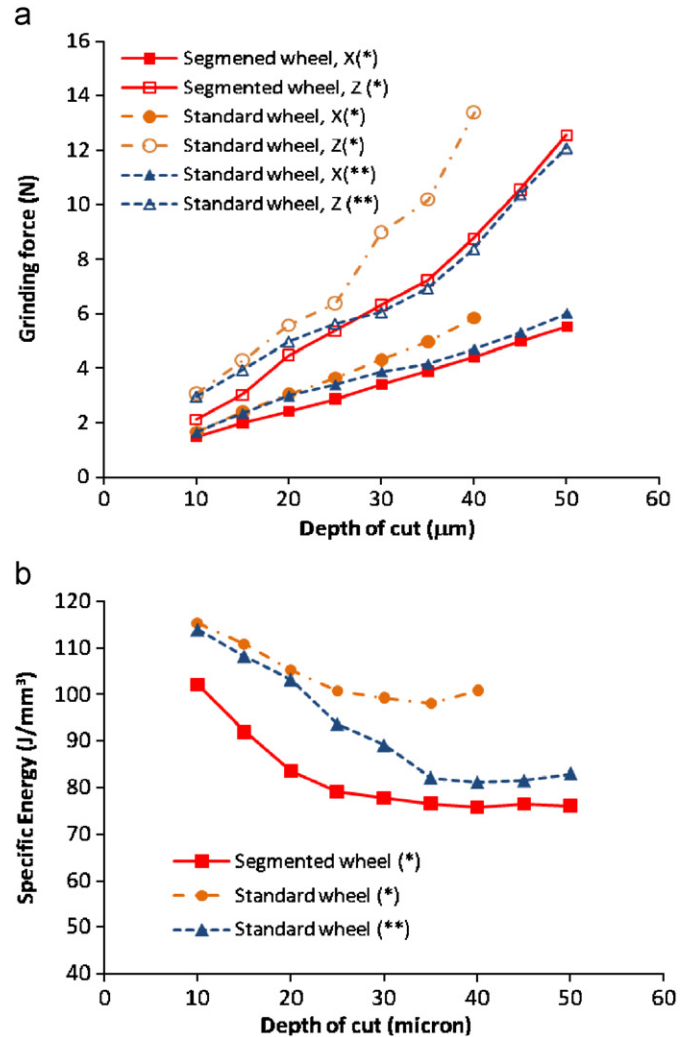 a
16
14
12
10
8
6
4
2
0
Grinding force (N)
Segmened wheel, X(*)
Segmented wheel, Z (*)
Standard wheel, X(*)
Standard wheel, Z(*)
Standard wheel, X(**)
Standard wheel, Z (**)
0 10 20 30 40 50 60
Depth of cut (μm)
b
120
110
100
90
80
70
60
50
40
Specific Energy (J/mm³)
Segmented wheel (*)
Standard wheel (*)
Standard wheel (**)
0 10 20 30 40 50 60
Depth of cut (micron)